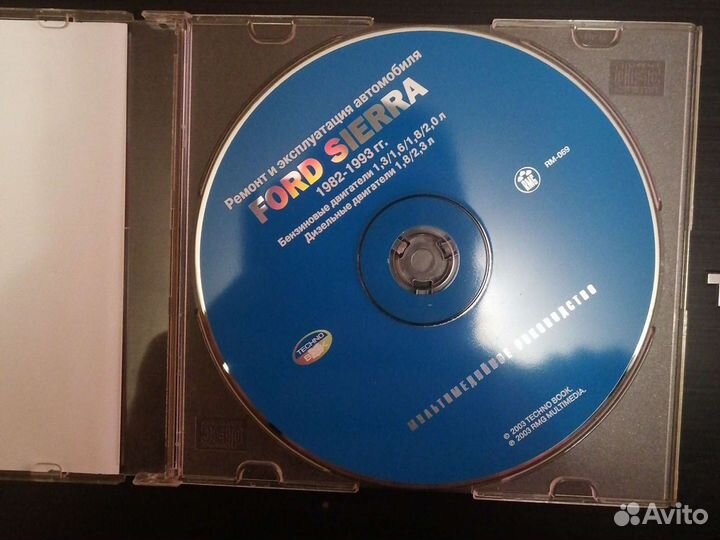 Ремонт и эксплуатация автомобиля
FORD SIERRA
1982-1993 гг.
Бензиновые двигатели 1,3/1,6/1,8/2,0 л
Дизельные двигатели 1,8/2,3 л
RMG
RM-069
TECHNO
BOOK
МУЛЬТИМЕДИЙНОЕ РУКОВОДСТВО
© 2003 TECHNO BOOK.
℗ 2003 RMG MULTIMEDIA.
Avito